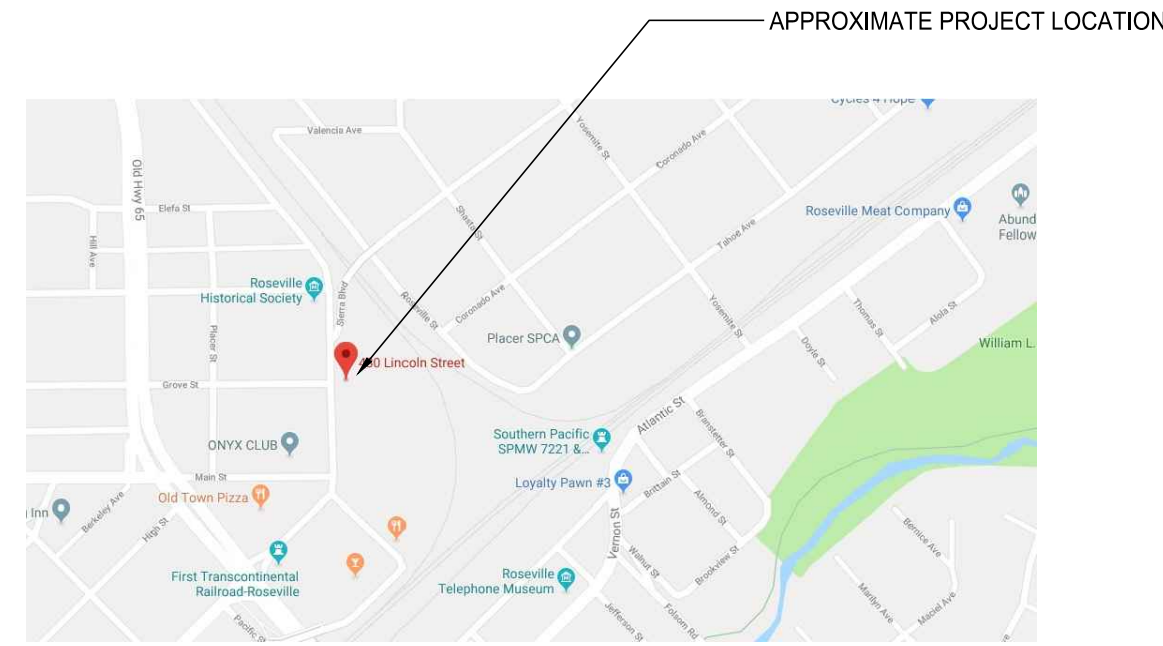 APPROXIMATE PROJECT LOCATION
Cycles 4 Hope
Valencia Ave
Yosemite St
Coronado Ave
Old Hwy 65
Elefa St
Shasta St
Roseville Meat Company
Abund
Fellow
Hill Ave
Tahoe Ave
Roseville
Historical Society
Sierra Blvd
Roseville St
Coronado Ave
Yosemite St
Thomas St
Alola St
Placer St
Placer SPCA
Doyle St
William L.
Lincoln Street
Grove St
Atlantic St
Branstetter St
ONYX CLUB
Southern Pacific
SPMW 7221 &...
Main St
Loyalty Pawn #3
Brittain St
Old Town Pizza
Inn
Berkeley Ave
High St
Almond St
Vernon St
Bernice Ave
First Transcontinental
Railroad-Roseville
Walnut St
Brookview St
Roseville
Telephone Museum
Marilyn Ave
Maciel Ave
Pacific St
Jefferson St
Folsom Rd